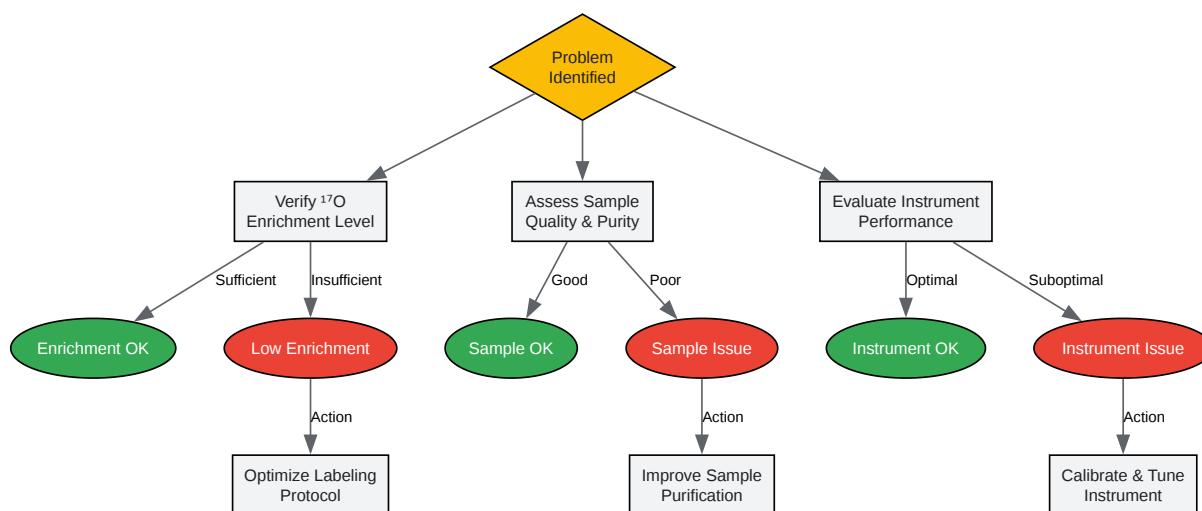 Problem
Identified
Verify ¹⁷O
Enrichment Level
Assess Sample
Quality & Purity
Evaluate Instrument
Performance
Sufficient
Insufficient
Good
Poor
Optimal
Suboptimal
Enrichment OK
Low Enrichment
Sample OK
Sample Issue
Instrument OK
Instrument Issue
Action
Action
Action
Optimize Labeling
Protocol
Improve Sample
Purification
Calibrate & Tune
Instrument